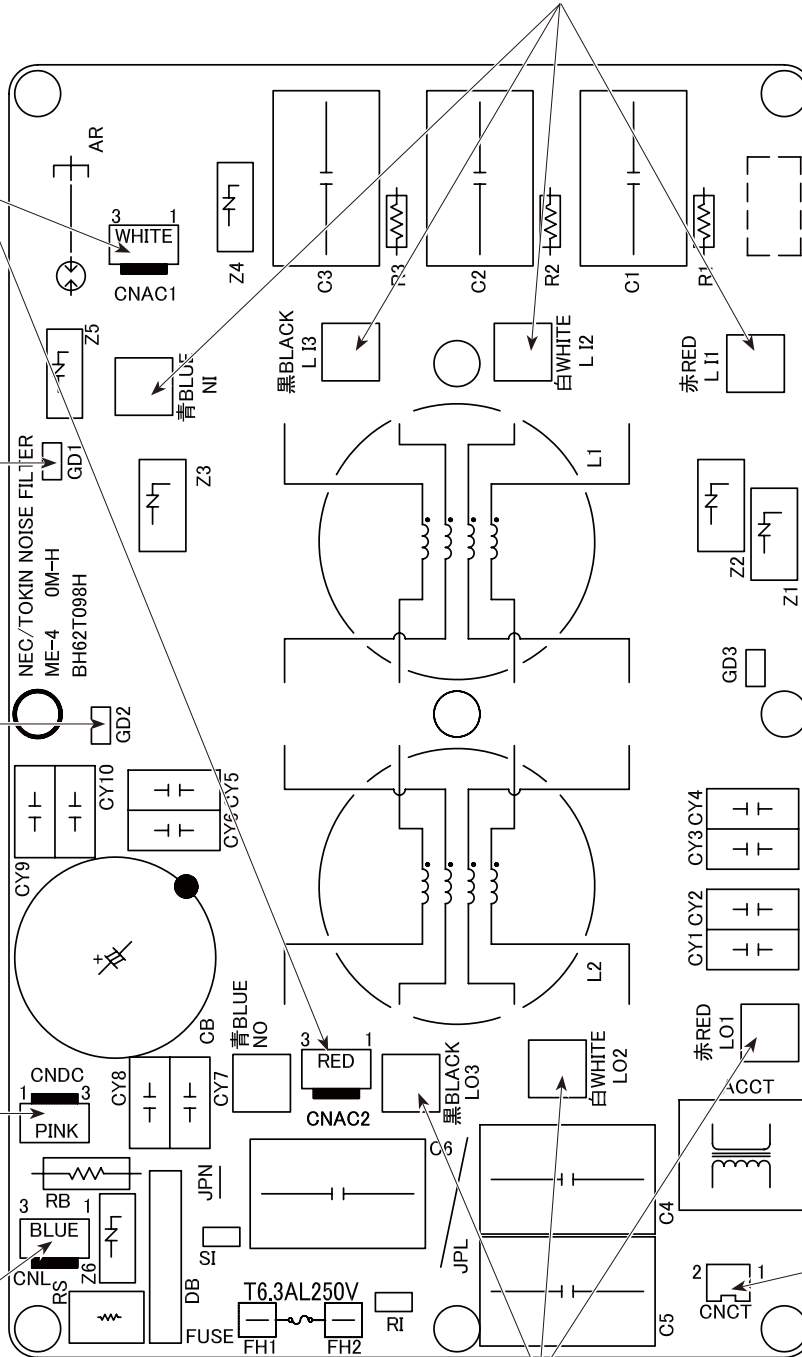 AR
3 1
WHITE
CNAC1
Z4
C3
R3
C2
R2
C1
R1
Z5
青BLUE
NI
黒BLACK
L I3
白WHITE
L I2
赤RED
L I1
GD1
Z3
L1
Z2
Z1
NEC/TOKIN NOISE FILTER
ME-4 0M-H
BH62T098H
GD3
GD2
CY10
CY9
CY5
CY6
CY4
CY3
CY2
CY1
+
CB
L2
青BLUE
NO
3 1
RED
CNAC2
黒BLACK
LO3
白WHITE
LO2
赤RED
LO1
ACCT
CNDC
1 3
PINK
CY8
CY7
RB
JPN
C6
C4
3 1
BLUE
CNL
Z6
SI
JPL
RS
DB
T6.3AL250V
FUSE
FH1
FH2
RI
C5
2 1
CNCT